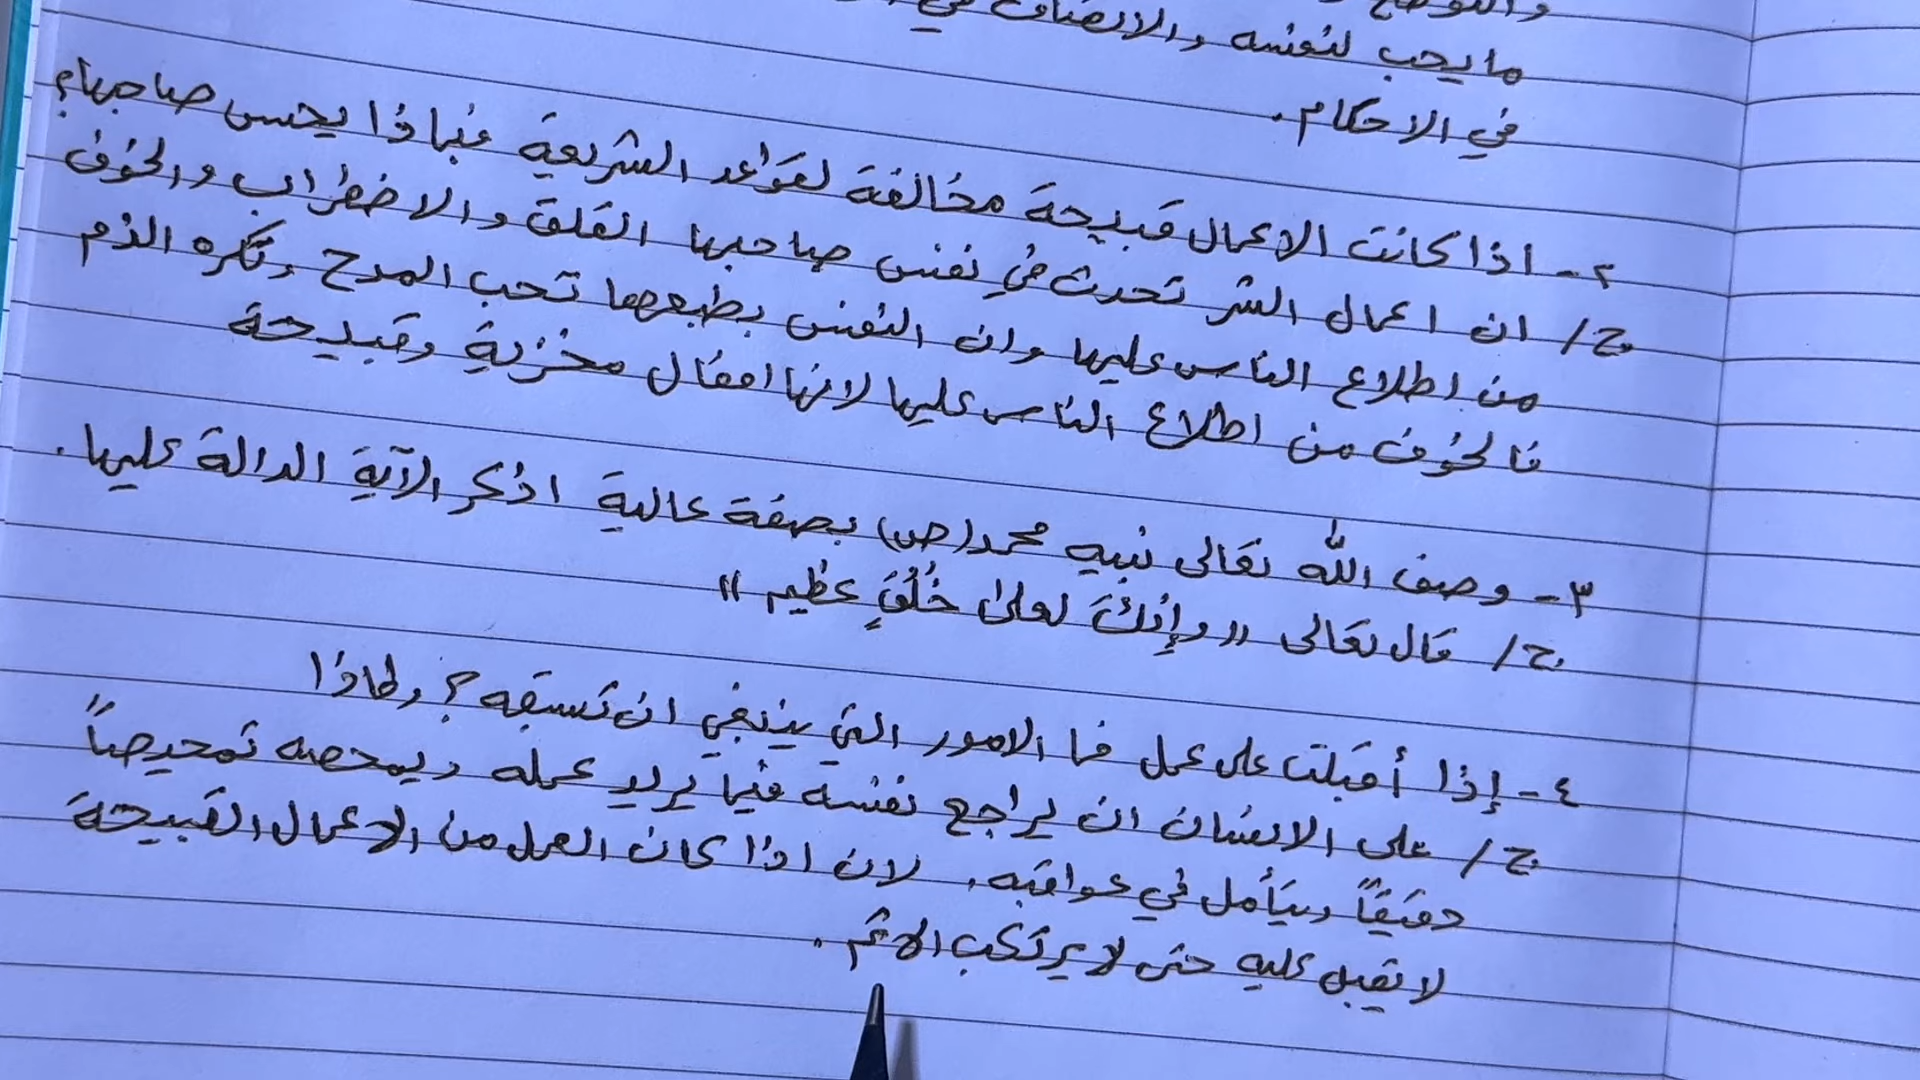 والتوضع
ما يحب لنفسه والانصاف في
في الاحكام.
٢- اذا كانت الاعمال قبيحة مخالفة لقواعد الشريعة فبماذا يحس صاحبها؟
ج/ ان اعمال الشر تحدث في نفس صاحبها القلق والاضطراب والخوف
من اطلاع الناس عليها وان النفس بطبعها تحب المدح وتكره الذم
فالخوف من اطلاع الناس عليها لانها افعال مخزية وقبيحة
٣- وصف الله تعالى نبيه محمد (ص) بصفة عالية اذكر الآية الدالة عليها.
ج/ قال تعالى "وإنكَ لعلىٰ خُلُقٍ عظيم"
٤- إذا أقبلت على عمل فما الامور التي ينبغي ان تسبقه؟ ولماذا
ج/ على الانسان ان يراجع نفسه فيما يريد عمله ويمحصه تمحيصاً
دقيقاً ويتأمل في عواقبه. لان اذا كان العمل من الاعمال القبيحة
لا يقبل عليه حتى لا يرتكب الاثم.